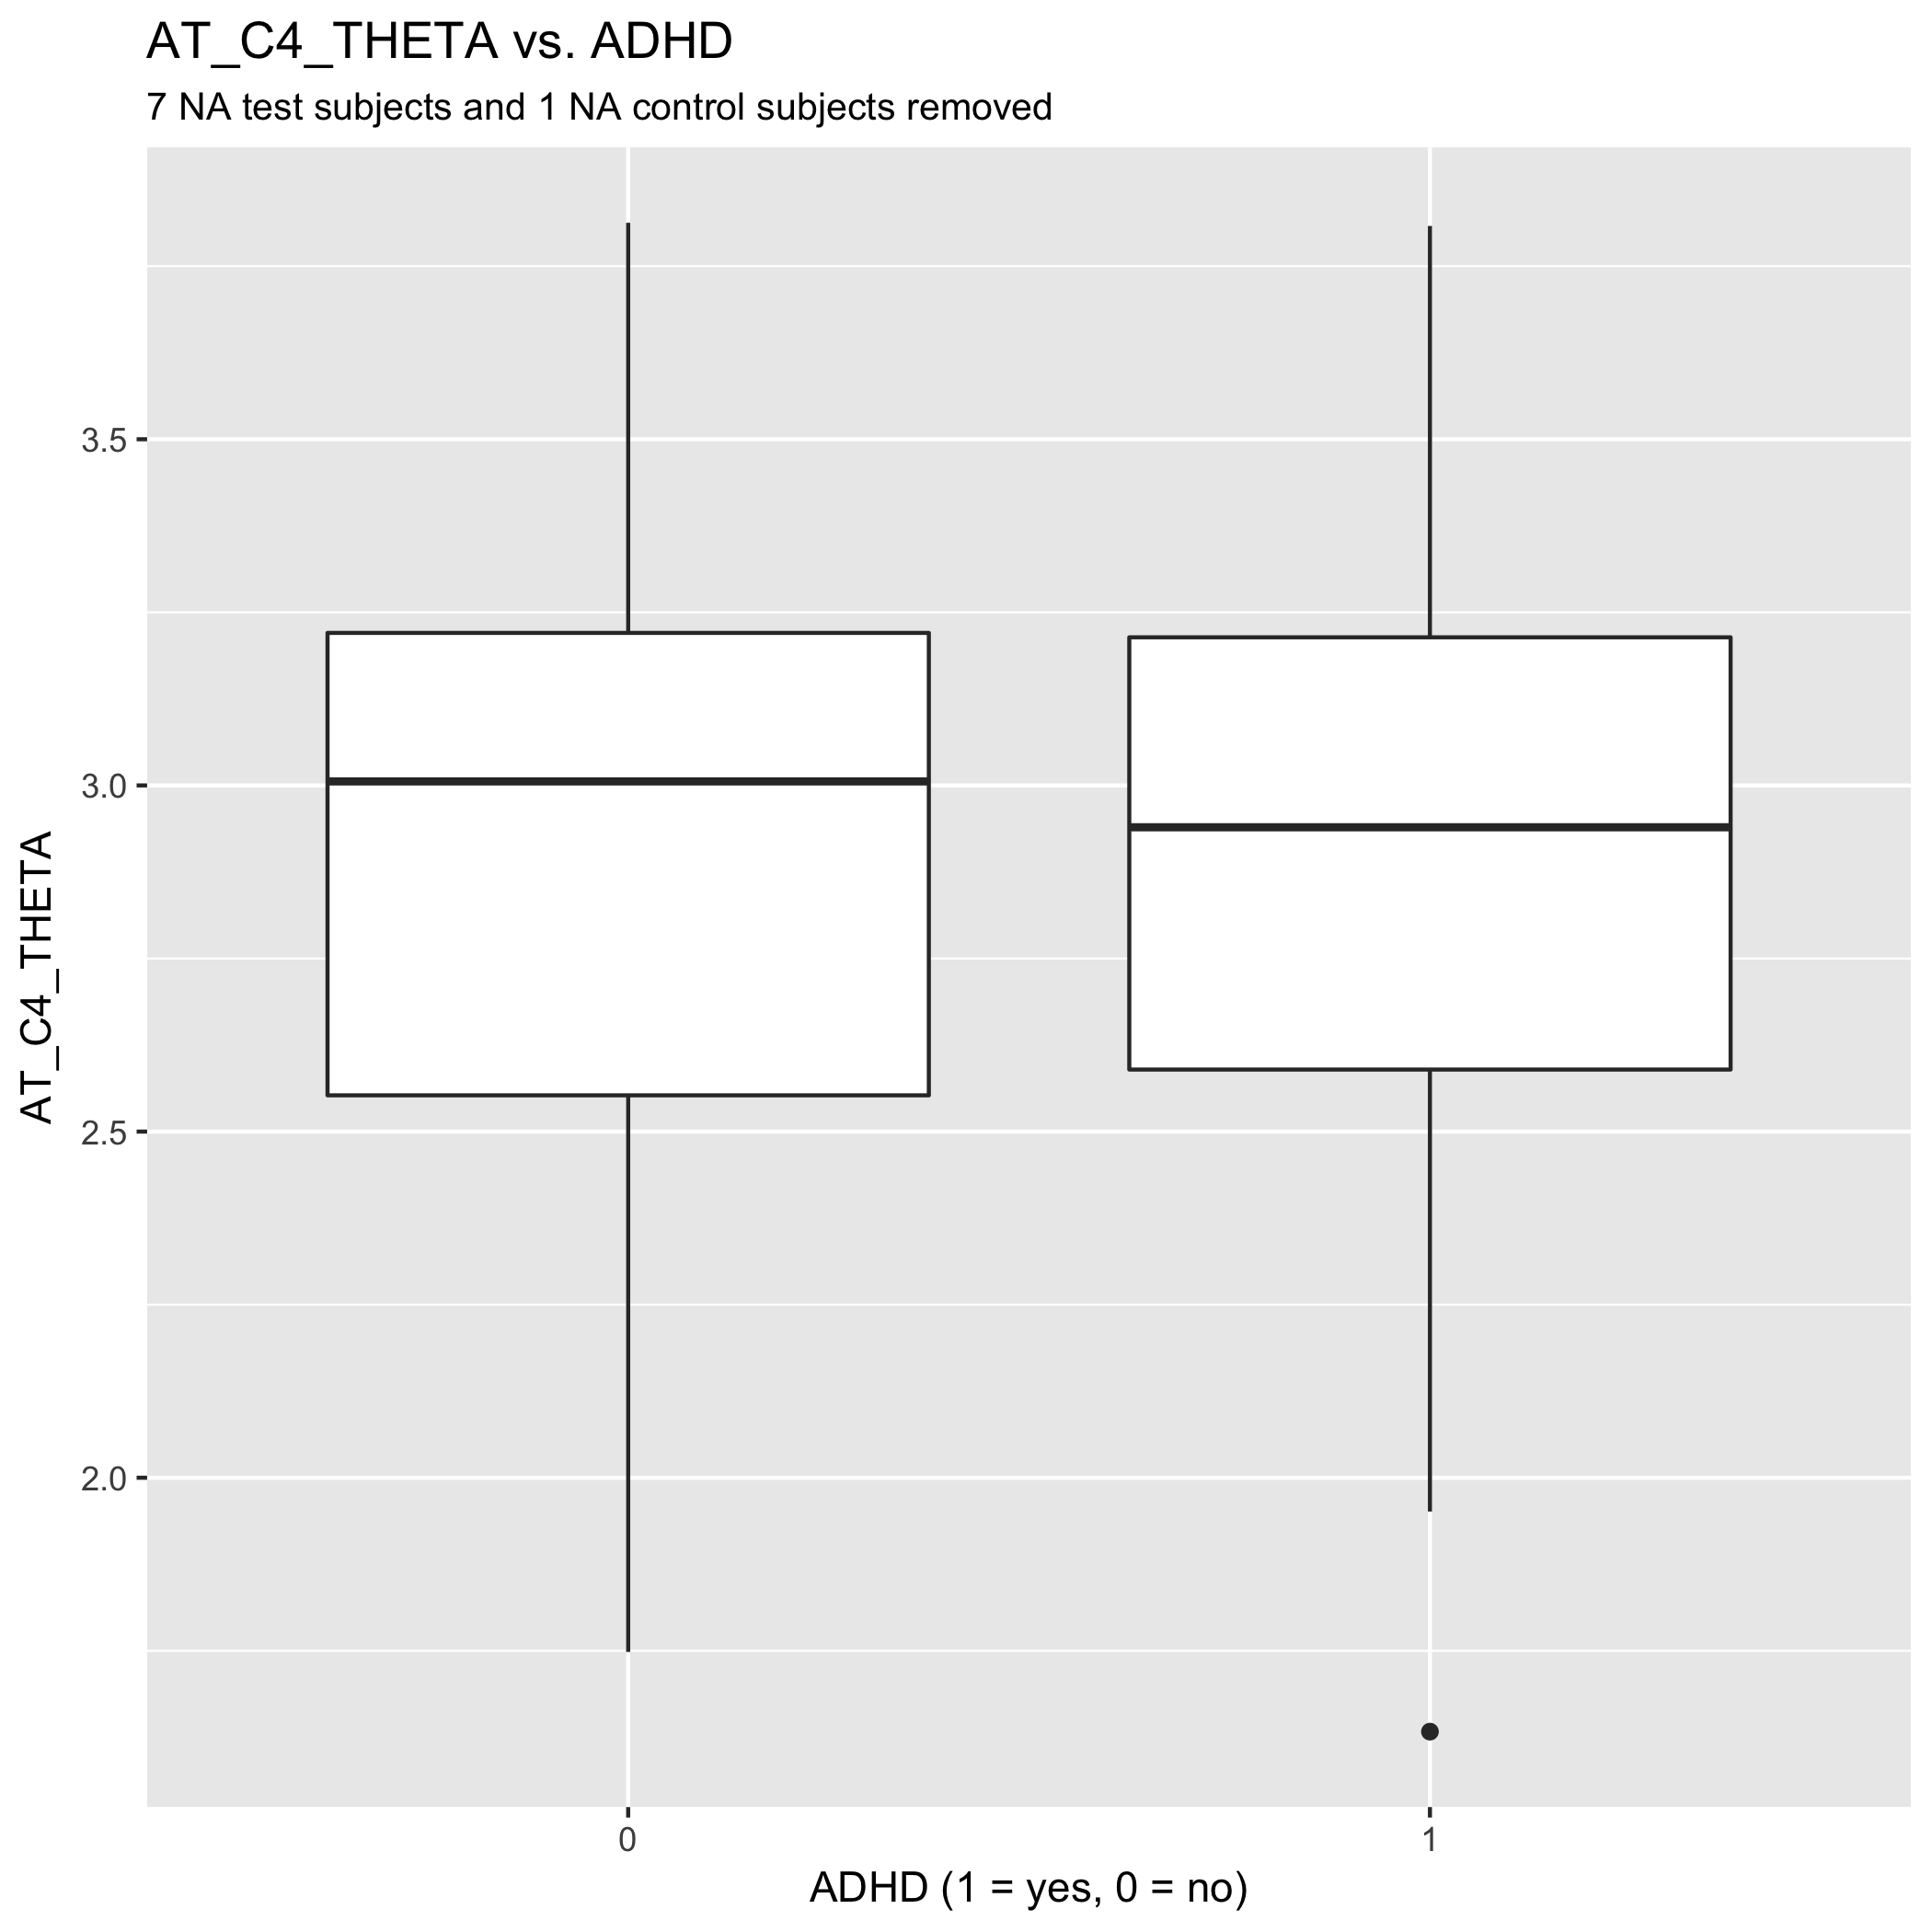 AT_C4_THETA vs. ADHD
7 NA test subjects and 1 NA control subjects removed
AT_C4_THETA
3.5
3.0
2.5
2.0
0
1
ADHD (1 = yes, 0 = no)